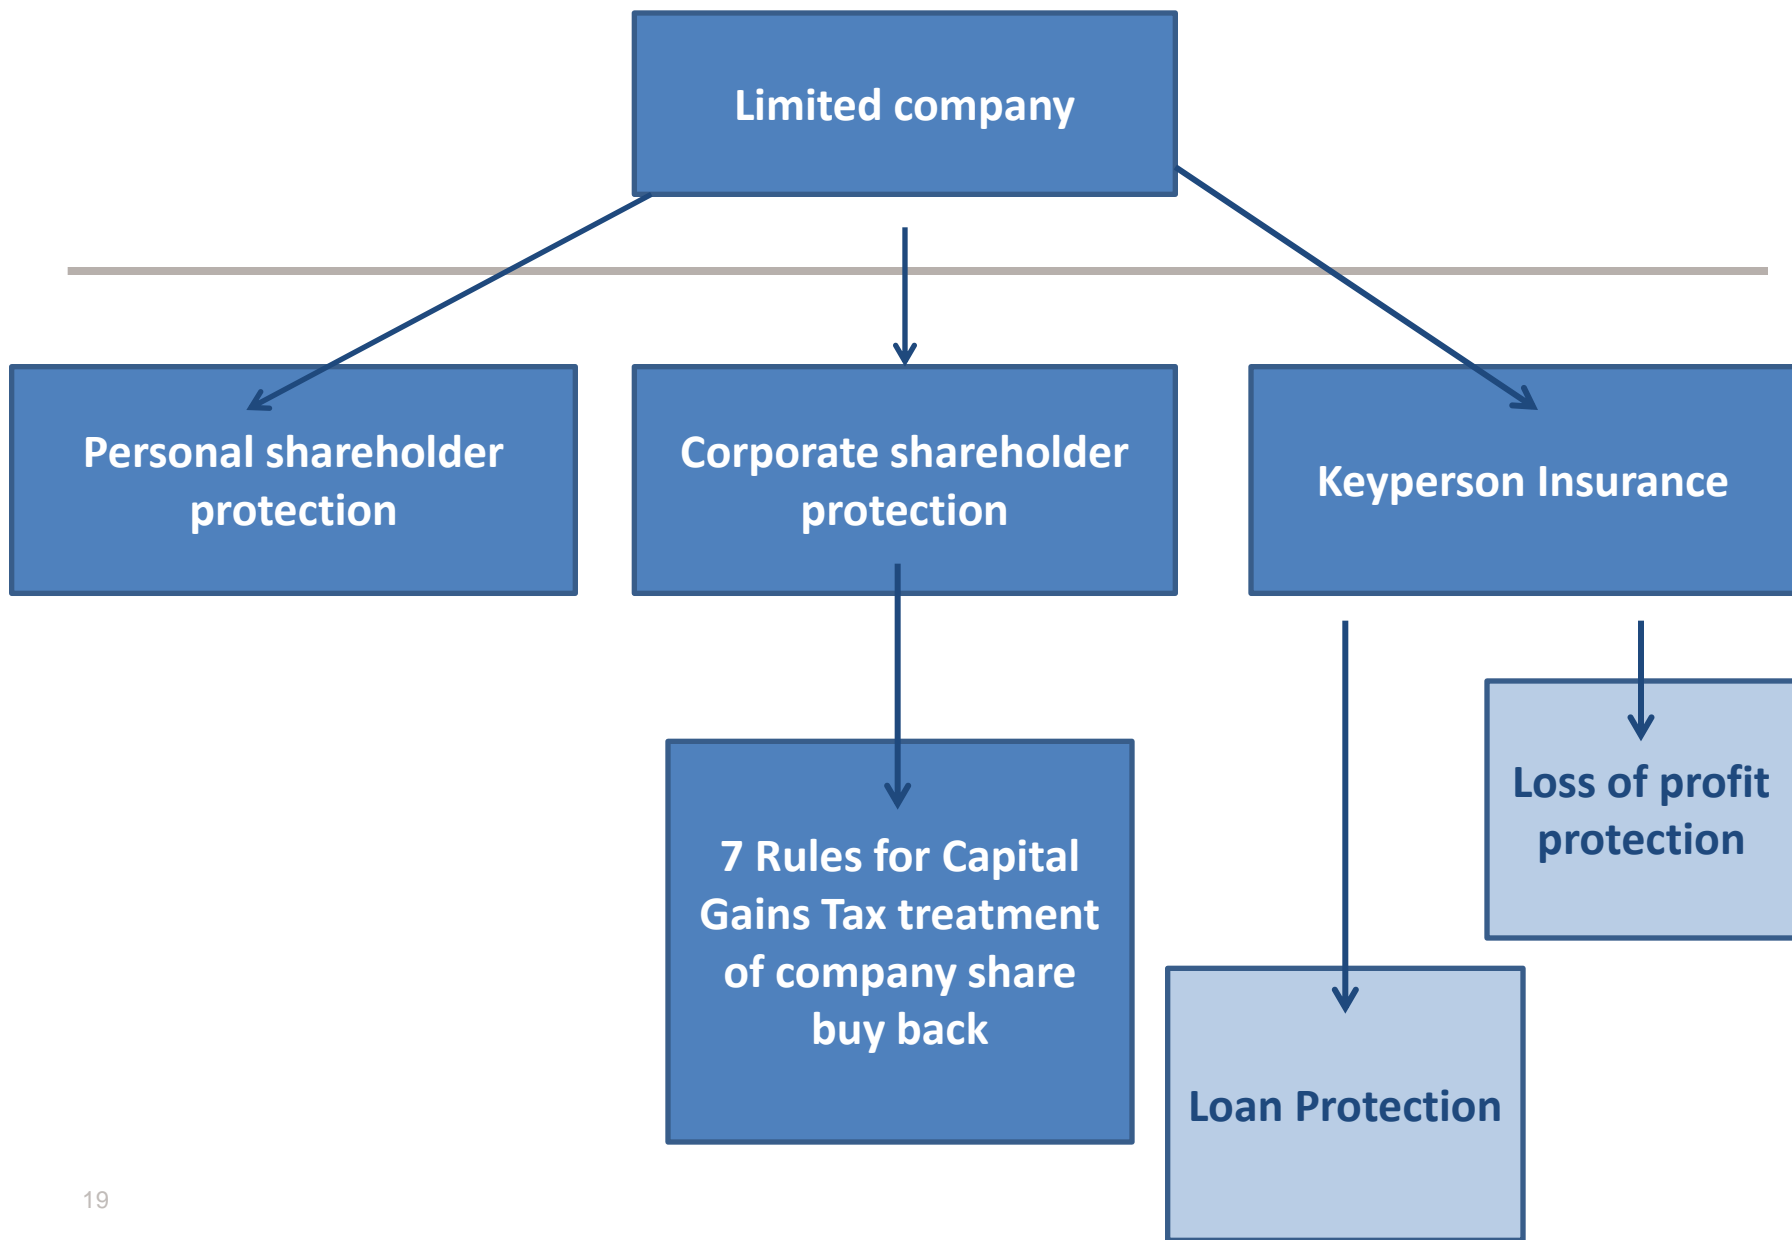 Limited company
Personal shareholder
protection
Corporate shareholder
protection
Keyperson Insurance
7 Rules for Capital
Gains Tax treatment
of company share
buy back
Loss of profit
protection
Loan Protection
19